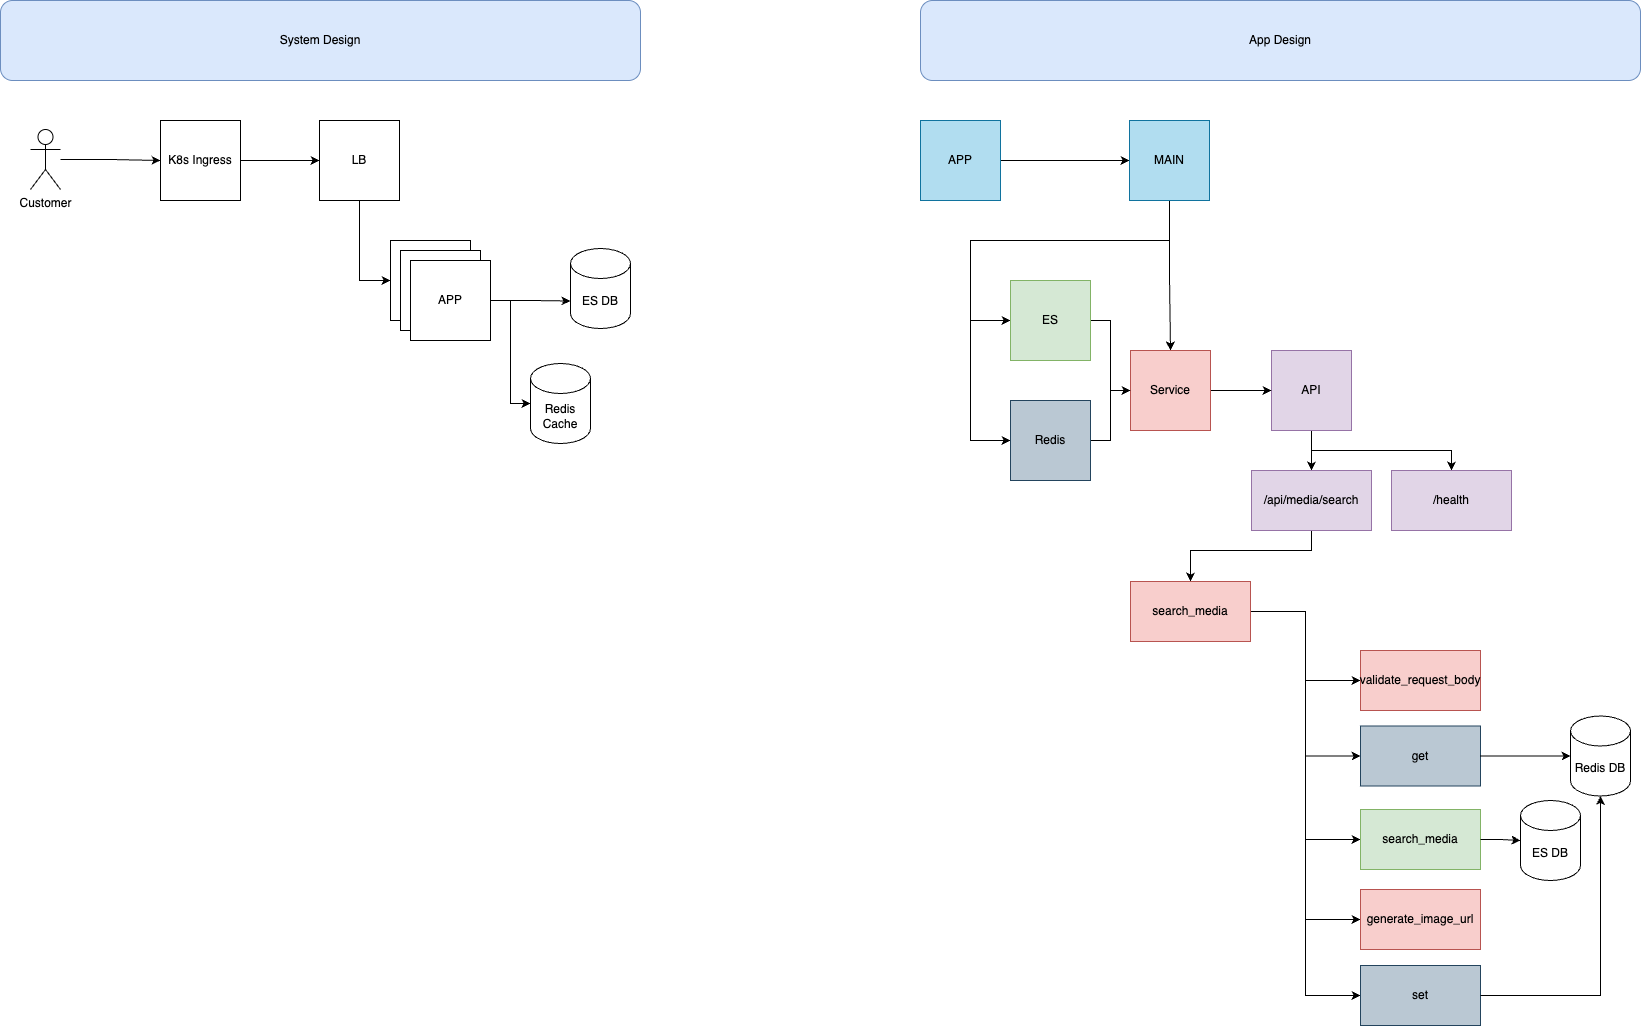 System Design
App Design
K8s Ingress
LB
Customer
APP
ES DB
Redis
Cache
APP
MAIN
ES
Redis
Service
API
/api/media/search
/health
search_media
validate_request_body
get
Redis DB
search_media
ES DB
generate_image_url
set